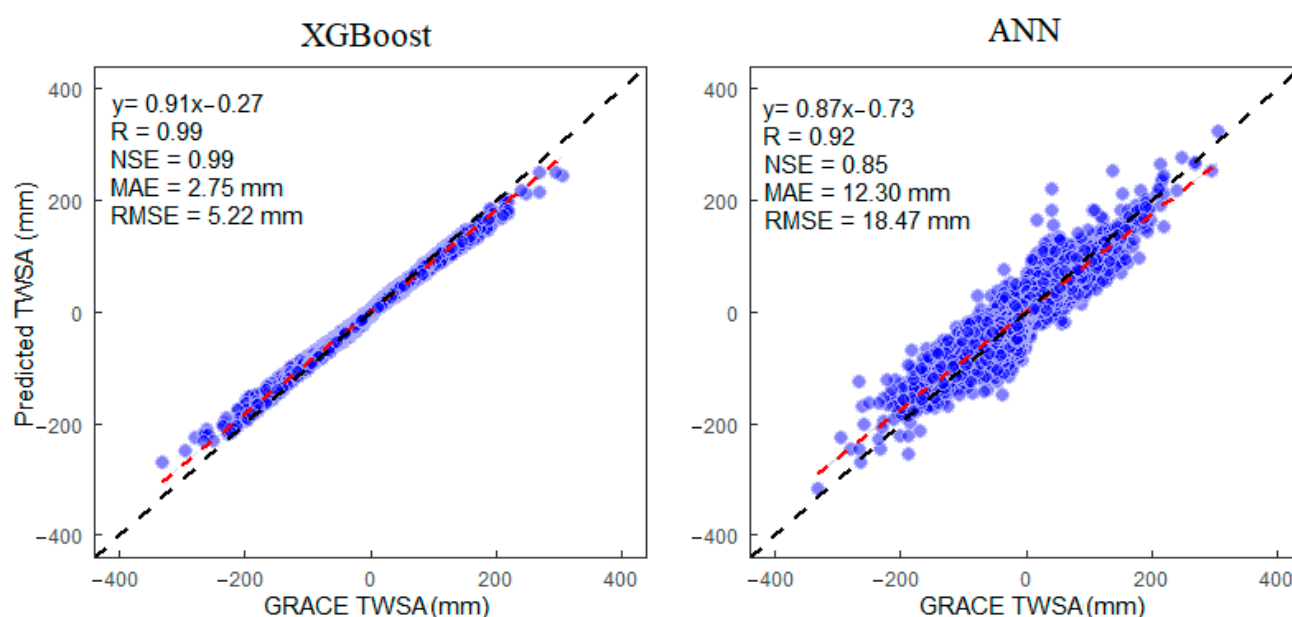 XGBoost
y= 0.91x−0.27
R = 0.99
NSE = 0.99
MAE = 2.75 mm
RMSE = 5.22 mm
Predicted TWSA (mm)
400
200
0
−200
−400
−400 −200 0 200 400
GRACE TWSA (mm)
ANN
y= 0.87x−0.73
R = 0.92
NSE = 0.85
MAE = 12.30 mm
RMSE = 18.47 mm
400
200
0
−200
−400
−400 −200 0 200 400
GRACE TWSA (mm)